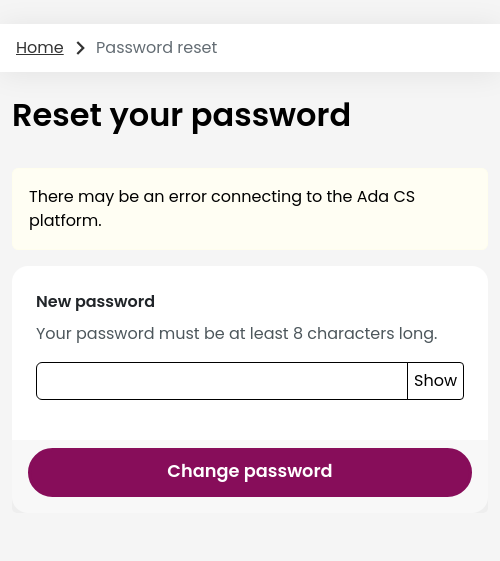 Home > Password reset
Reset your password
There may be an error connecting to the Ada CS
platform.
New password
Your password must be at least 8 characters long.
Show
Change password